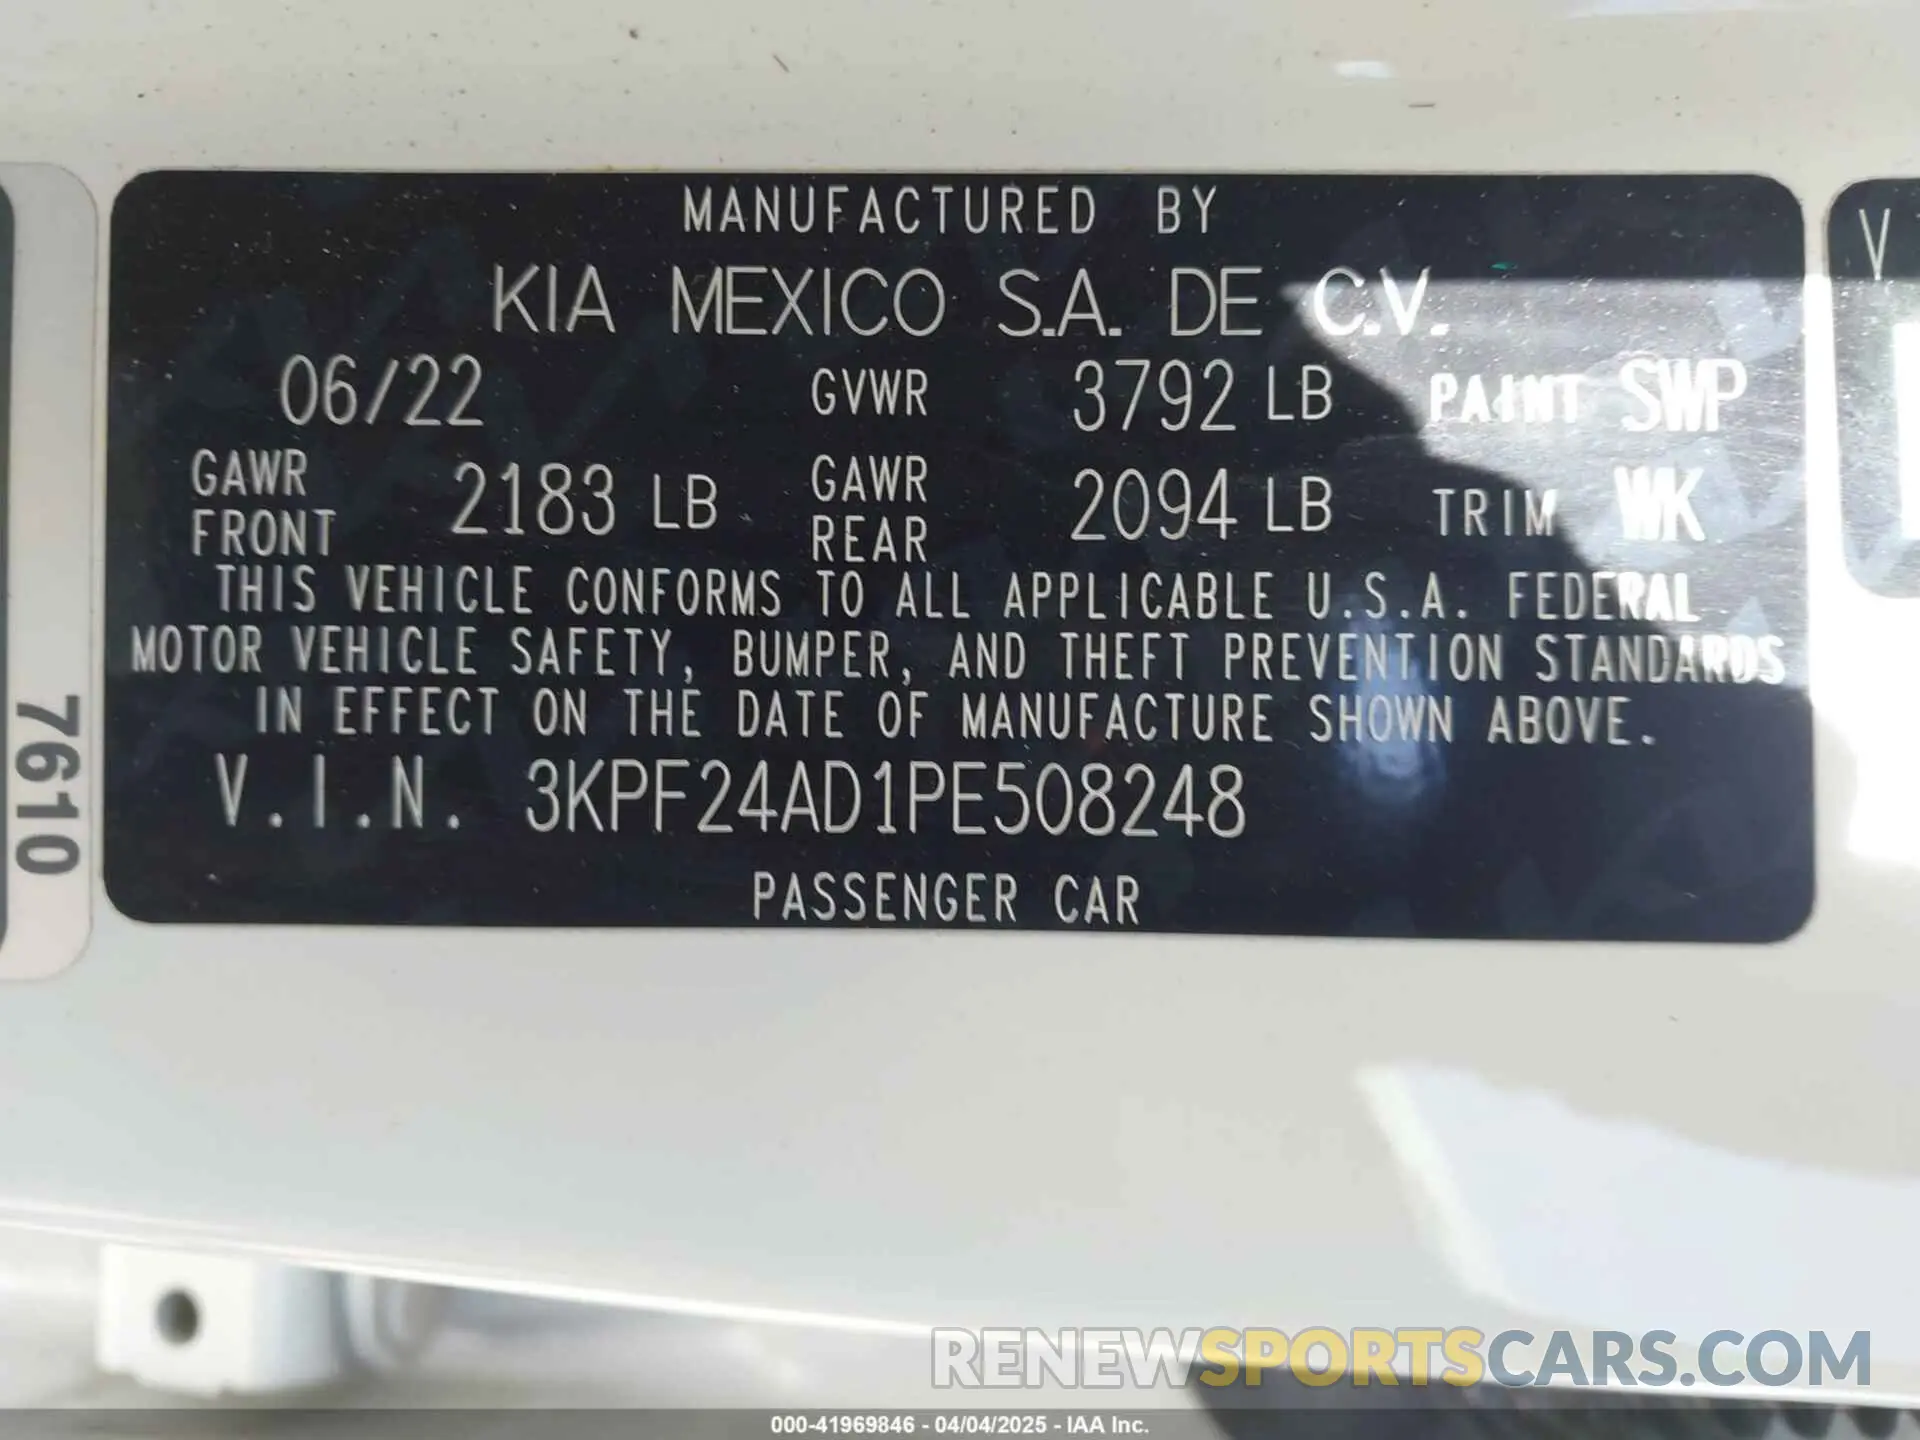 MANUFACTURED BY
KIA MEXICO S.A. DE C.V.
06/22 GVWR 3792 LB PAINT SWP
GAWR FRONT 2183 LB GAWR REAR 2094 LB TRIM WK
THIS VEHICLE CONFORMS TO ALL APPLICABLE U.S.A. FEDERAL
MOTOR VEHICLE SAFETY, BUMPER, AND THEFT PREVENTION STANDARDS
IN EFFECT ON THE DATE OF MANUFACTURE SHOWN ABOVE.
V.I.N. 3KPF24AD1PE508248
PASSENGER CAR
7610
V
RENEWSPORTSCARS.COM
000-41969846 - 04/04/2025 - IAA Inc.